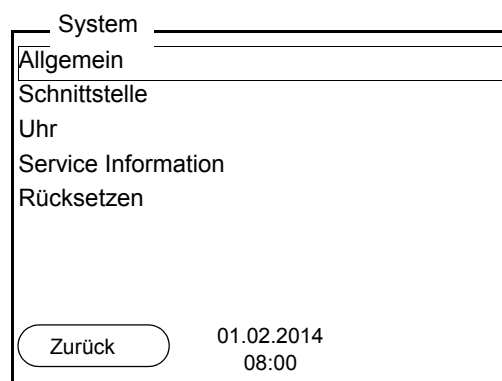 System
Allgemein
Schnittstelle
Uhr
Service Information
Rücksetzen
Zurück
01.02.2014
08:00